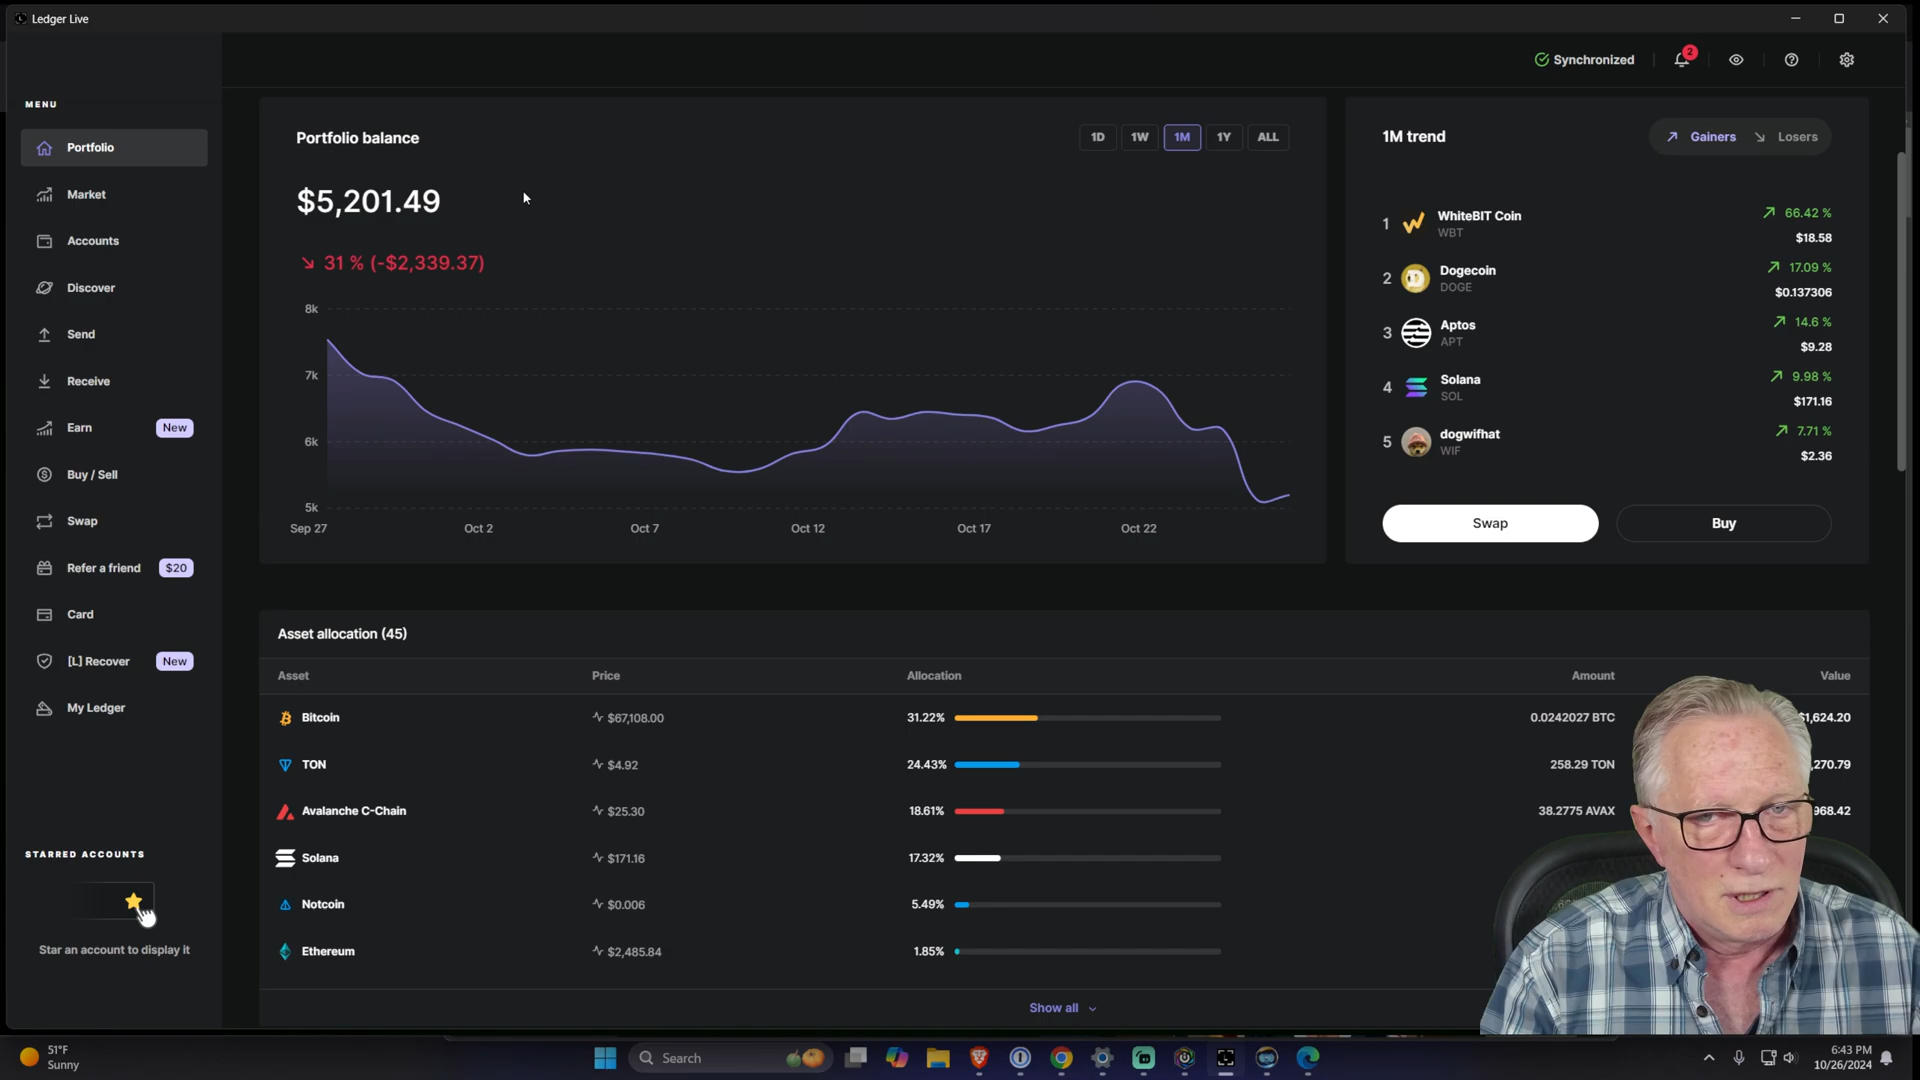 Ledger Live
Synchronized
2
MENU
Portfolio
Market
Accounts
Discover
Send
Receive
Earn New
Buy / Sell
Swap
Refer a friend $20
Card
[L] Recover New
My Ledger
STARRED ACCOUNTS
Star an account to display it
Portfolio balance
1D 1W 1M 1Y ALL
$5,201.49
31 % (-$2,339.37)
8k
7k
6k
5k
Sep 27 Oct 2 Oct 7 Oct 12 Oct 17 Oct 22
1M trend
Gainers Losers
1 WhiteBIT Coin 66.42 %
WBT $18.58
2 Dogecoin 17.09 %
DOGE $0.137306
3 Aptos 14.6 %
APT $9.28
4 Solana 9.98 %
SOL $171.16
5 dogwifhat 7.71 %
WIF $2.36
Swap Buy
Asset allocation (45)
Asset Price Allocation Amount Value
Bitcoin $67,108.00 31.22% 0.0242027 BTC $1,624.20
TON $4.92 24.43% 258.29 TON 270.79
Avalanche C-Chain $25.30 18.61% 38.2775 AVAX 968.42
Solana $171.16 17.32%
Notcoin $0.006 5.49%
Ethereum $2,485.84 1.85%
Show all
51°F
Sunny
Search
6:43 PM
10/26/2024